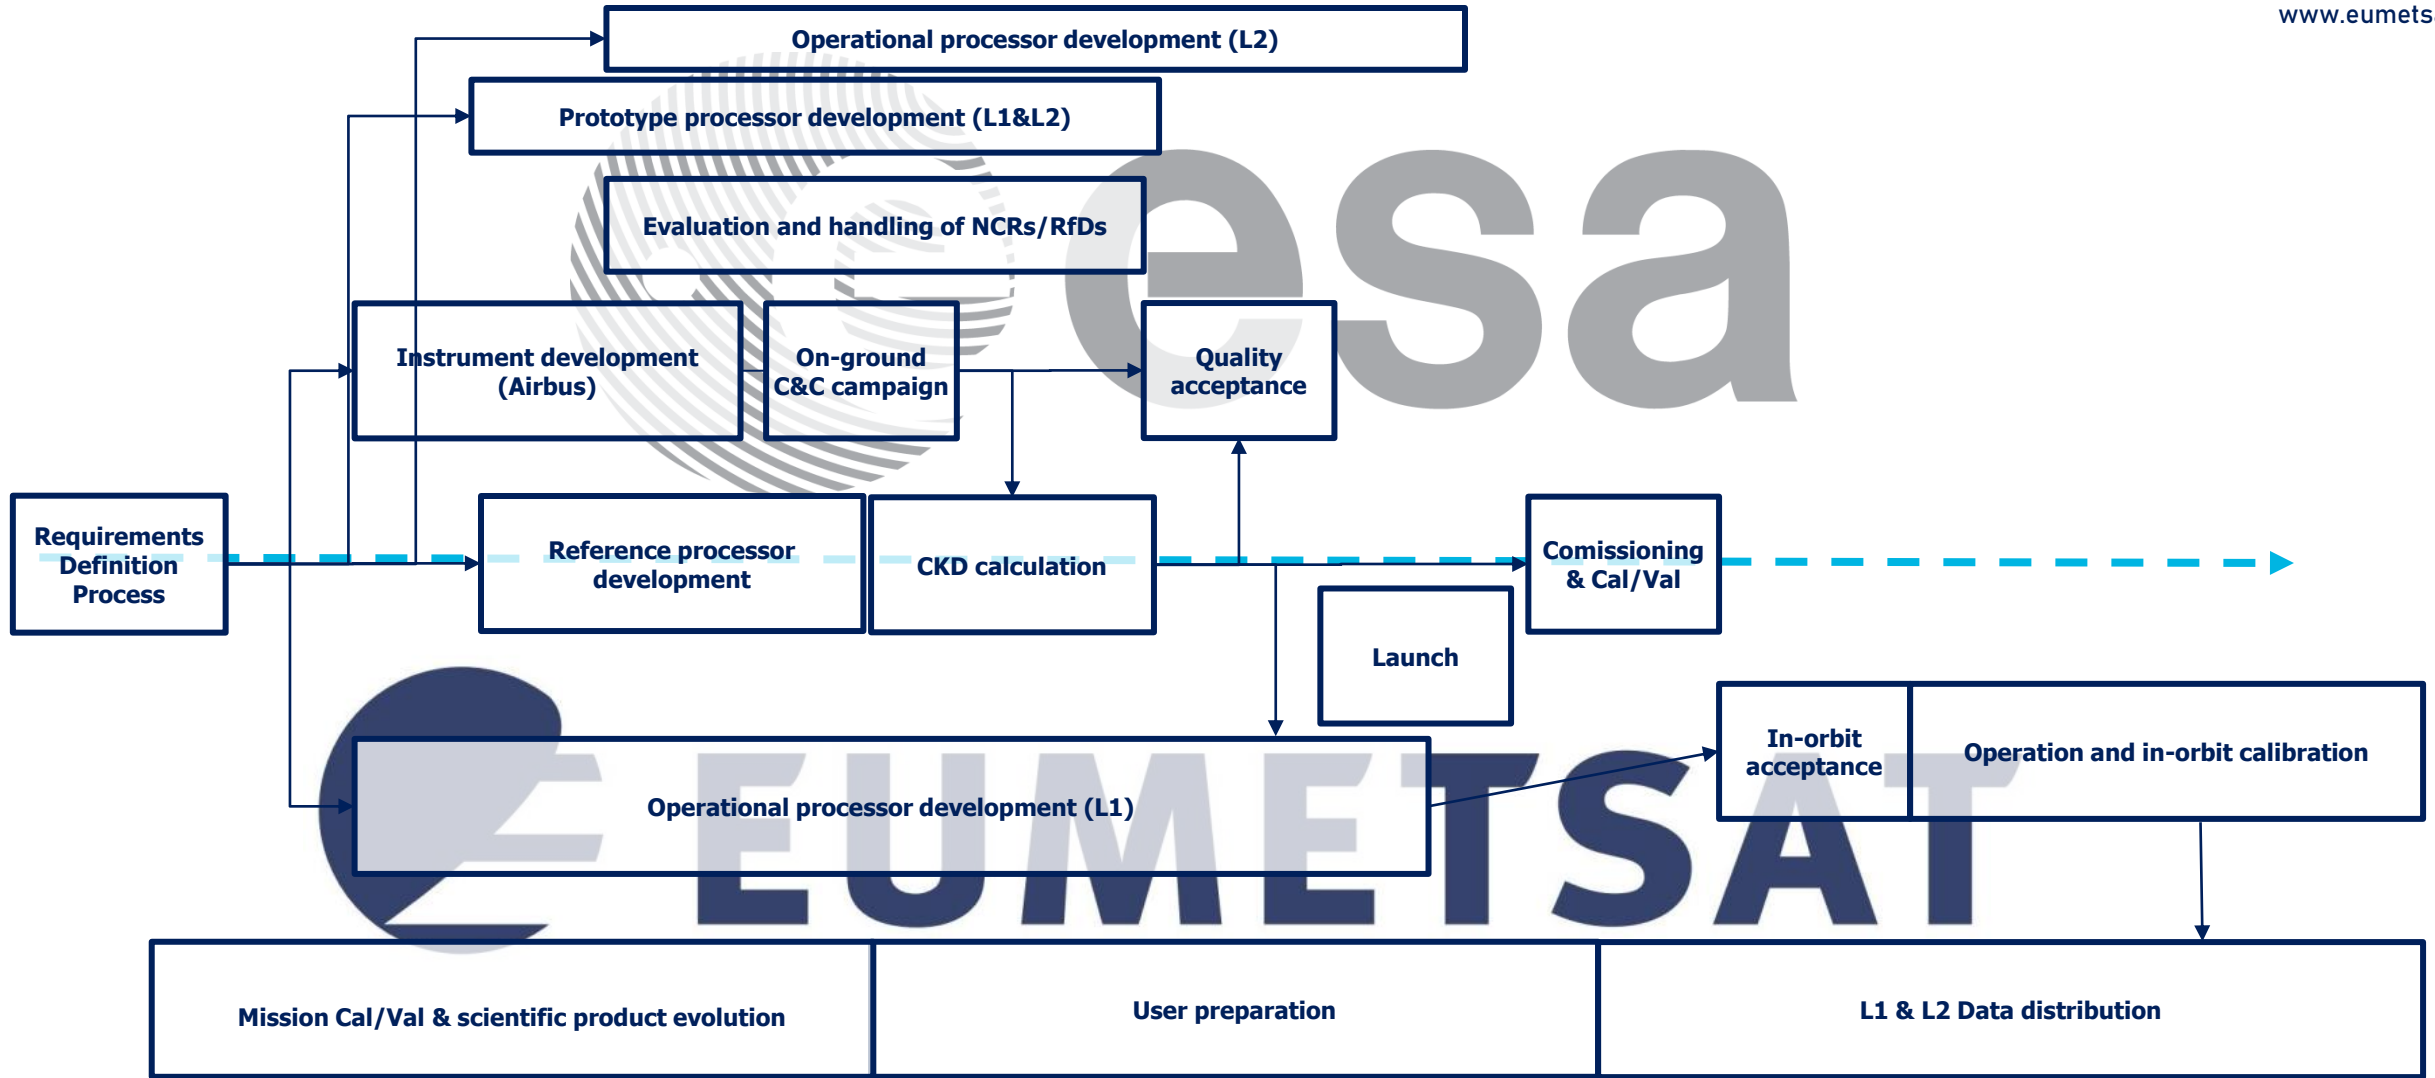 www.eumets
Operational processor development (L2)
Prototype processor development (L1&L2)
Evaluation and handling of NCRs/RfDs
esa
Instrument development
(Airbus)
On-ground
C&C campaign
Quality
acceptance
Requirements
Definition
Process
Reference processor
development
CKD calculation
Comissioning
& Cal/Val
Launch
In-orbit
acceptance
Operation and in-orbit calibration
Operational processor development (L1)
EUMETSAT
Mission Cal/Val & scientific product evolution
User preparation
L1 & L2 Data distribution